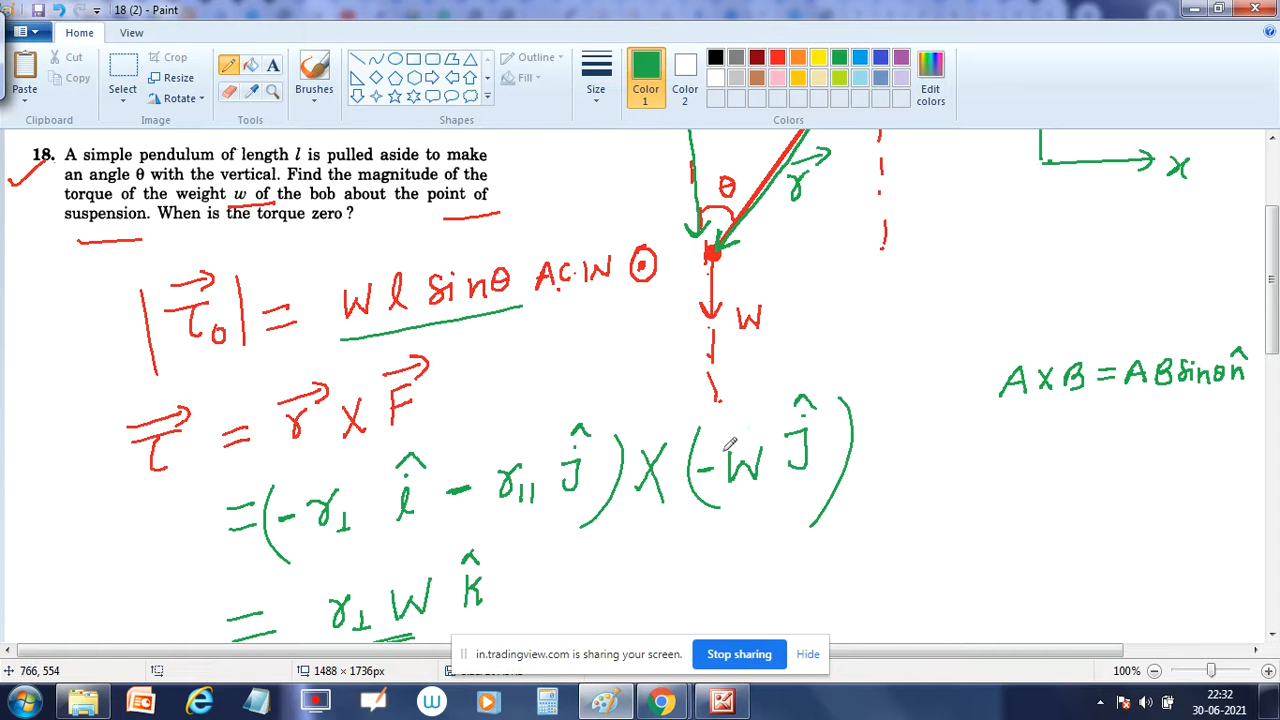 18 (2) - Paint
Home View
Cut
Copy
Paste
Clipboard
Select
Resize
Rotate
Image
Tools
Brushes
Outline
Fill
Shapes
Size
Color 1
Color 2
Edit colors
Colors
18. A simple pendulum of length l is pulled aside to make
an angle θ with the vertical. Find the magnitude of the
torque of the weight w of the bob about the point of
suspension. When is the torque zero ?
θ
r
x
W
|τ₀| = W l sinθ A.C.W ⊙
A × B = A B sinθ n̂
τ = r × F
= (- r⊥ î - r|| ĵ) × (- W ĵ)
= r⊥ W k̂
in.tradingview.com is sharing your screen. Stop sharing Hide
766, 554
1488 × 1736px
100%
22:32
30-06-2021